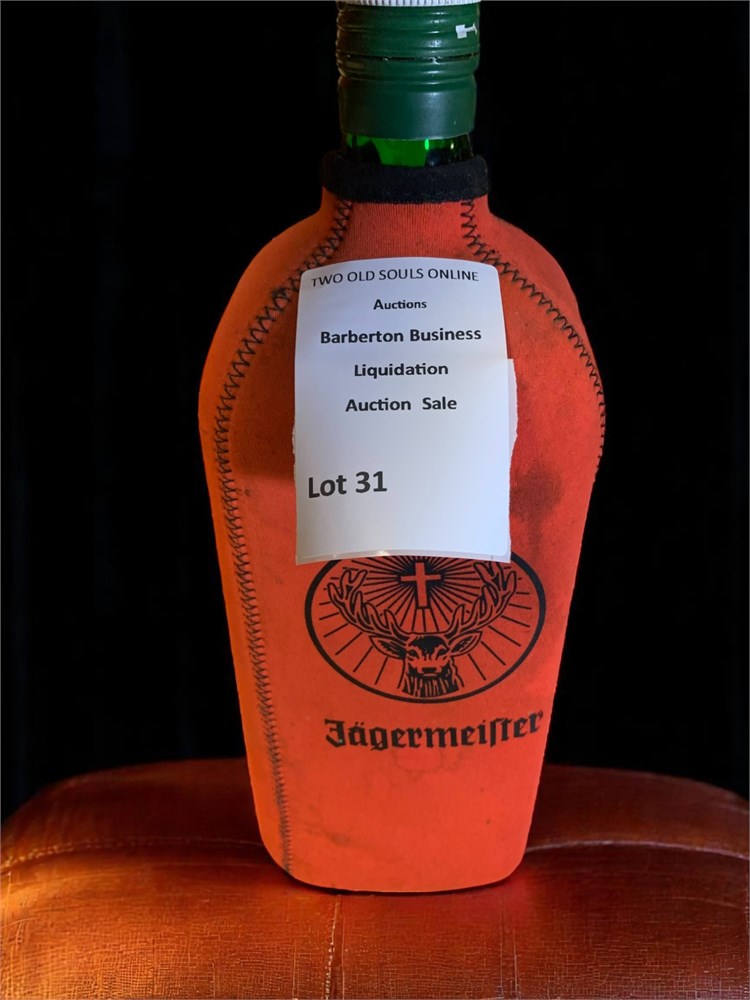 TWO OLD SOULS ONLINE
Auctions
Barberton Business
Liquidation
Auction Sale
Lot 31
Jägermeiſter